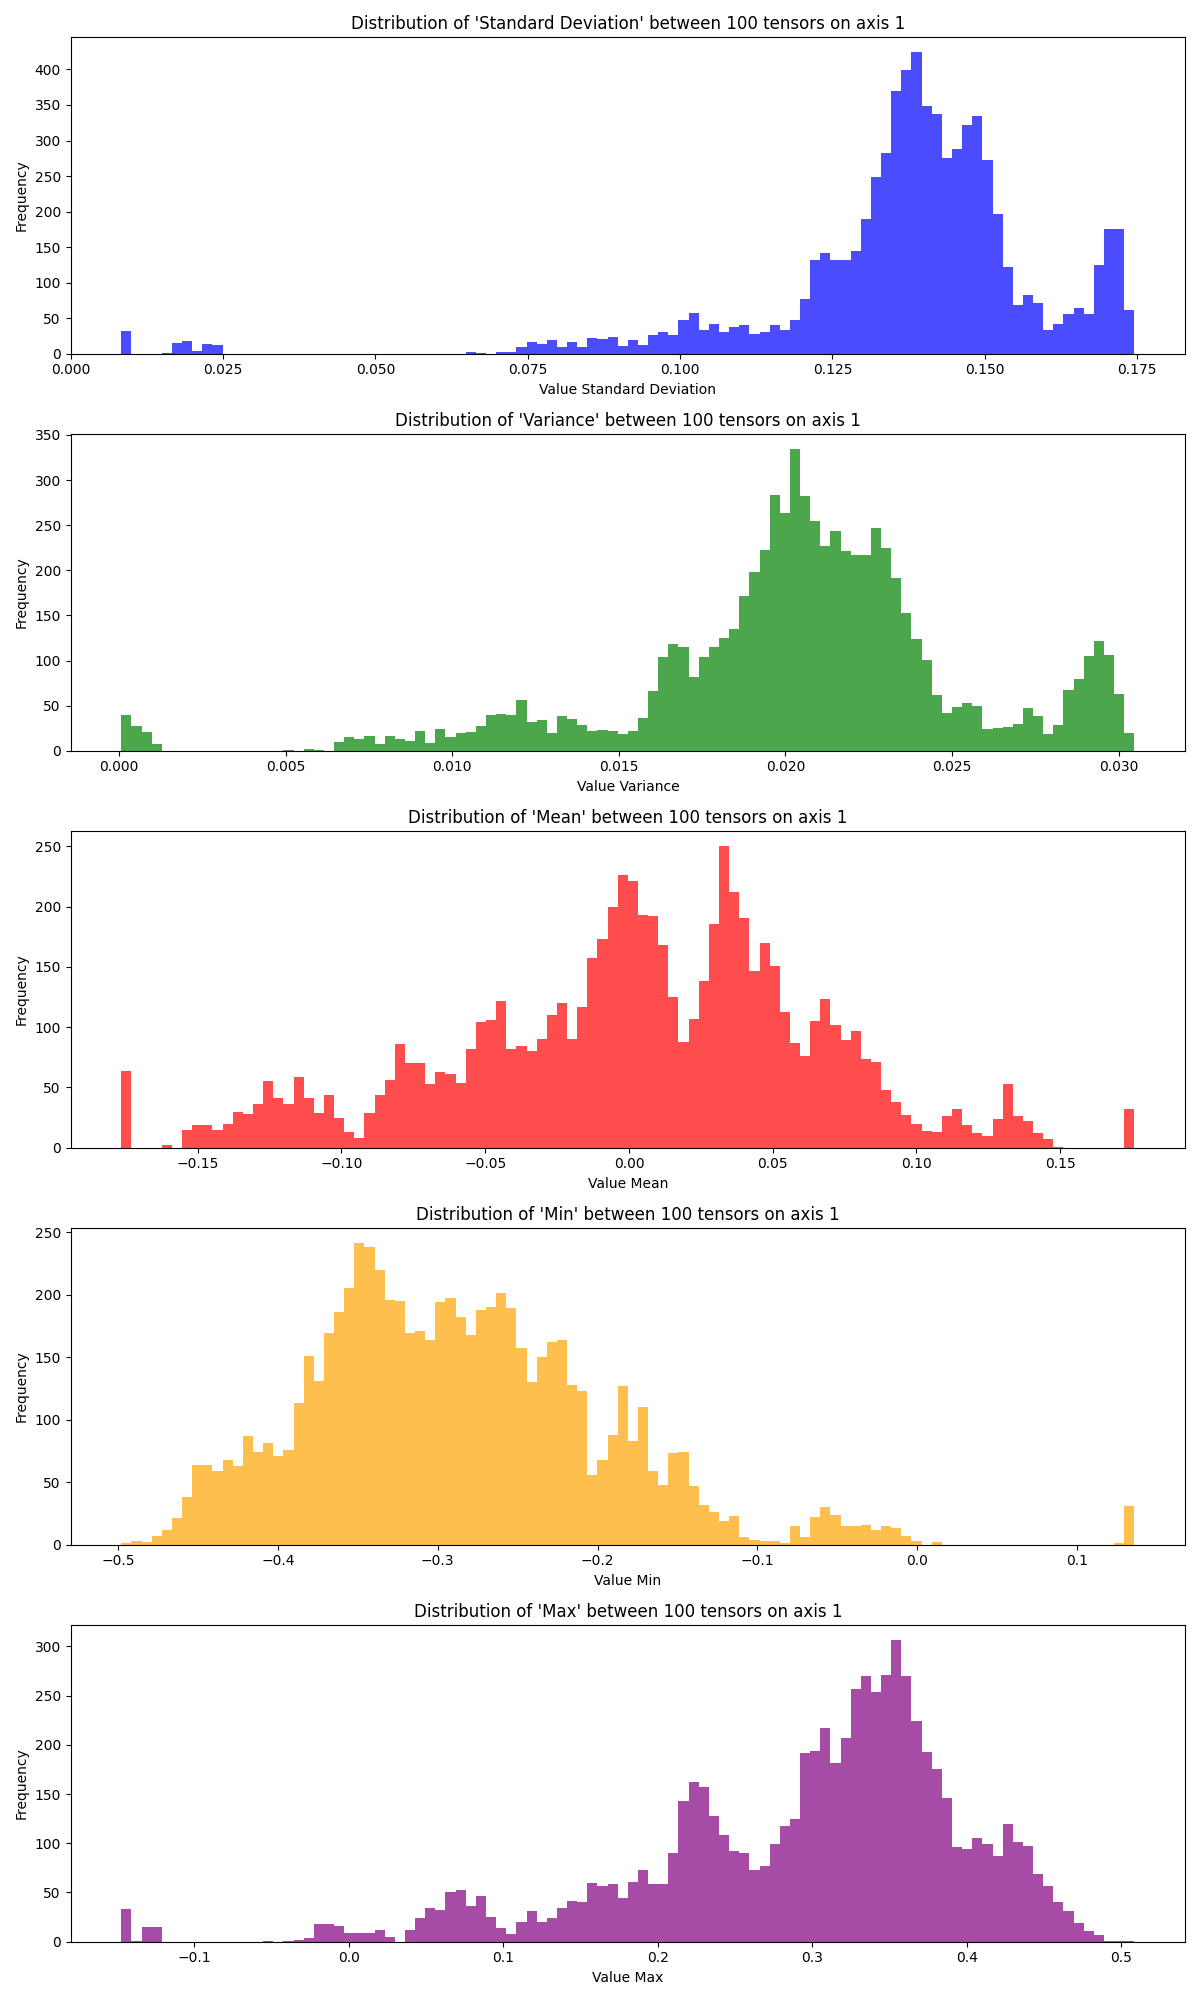 Distribution of 'Standard Deviation' between 100 tensors on axis 1
400
350
300
250
200
150
100
50
0
Frequency
0.000 0.025 0.050 0.075 0.100 0.125 0.150 0.175
Value Standard Deviation
Distribution of 'Variance' between 100 tensors on axis 1
350
300
250
200
150
100
50
0
Frequency
0.000 0.005 0.010 0.015 0.020 0.025 0.030
Value Variance
Distribution of 'Mean' between 100 tensors on axis 1
250
200
150
100
50
0
Frequency
−0.15 −0.10 −0.05 0.00 0.05 0.10 0.15
Value Mean
Distribution of 'Min' between 100 tensors on axis 1
250
200
150
100
50
0
Frequency
−0.5 −0.4 −0.3 −0.2 −0.1 0.0 0.1
Value Min
Distribution of 'Max' between 100 tensors on axis 1
300
250
200
150
100
50
0
Frequency
−0.1 0.0 0.1 0.2 0.3 0.4 0.5
Value Max